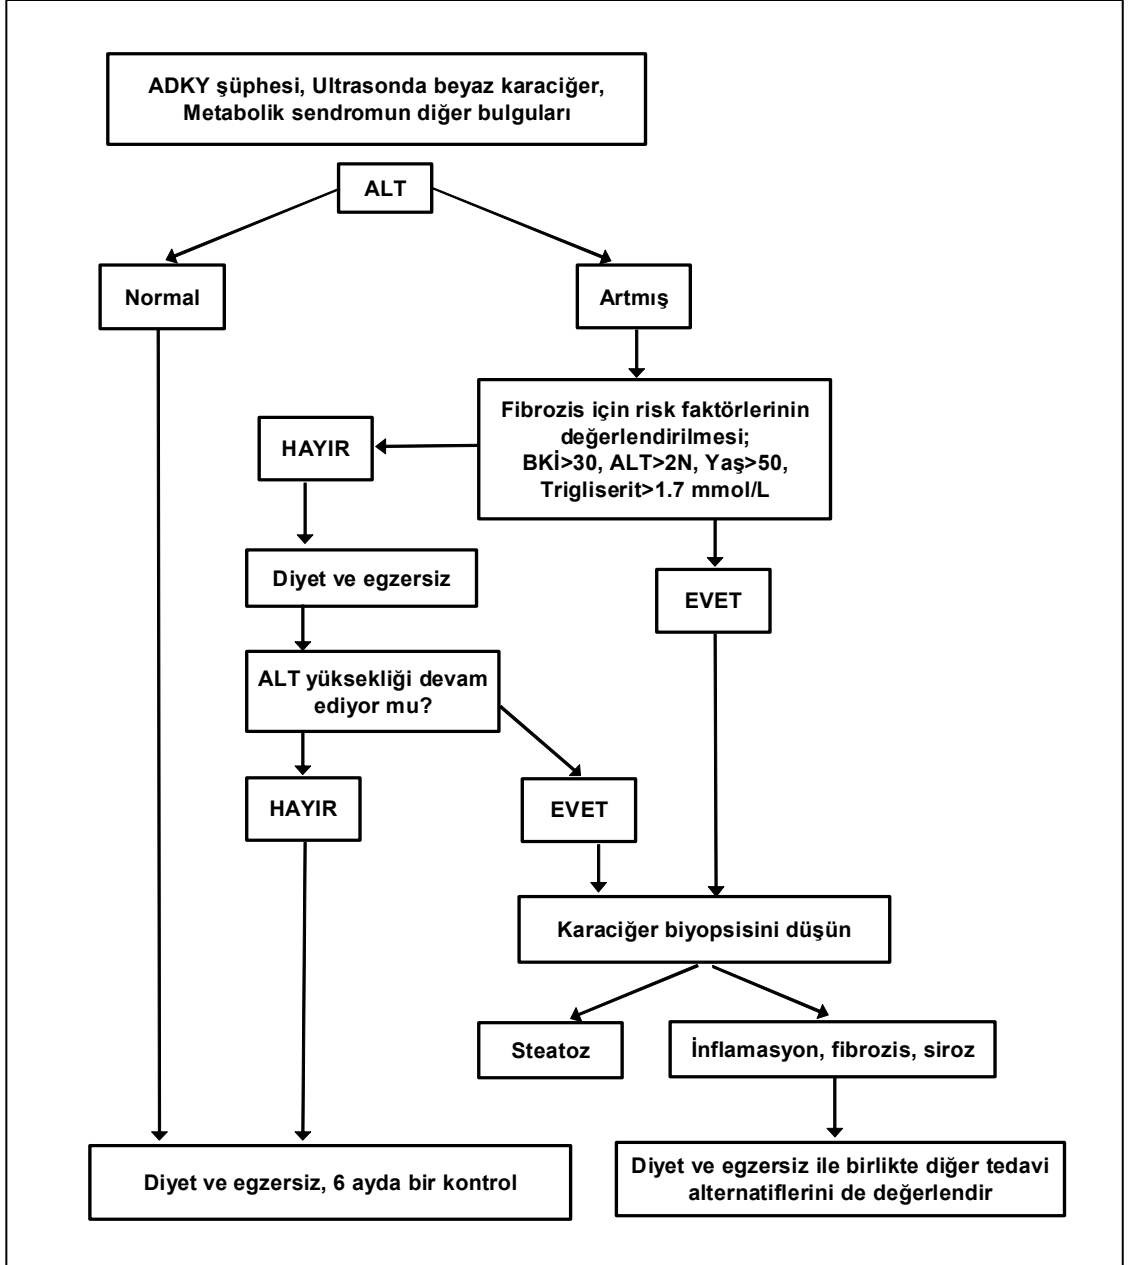 ADKY şüphesi, Ultrasonda beyaz karaciğer,
Metabolik sendromun diğer bulguları
ALT
Normal
Artmış
Fibrozis için risk faktörlerinin
değerlendirilmesi;
BKİ>30, ALT>2N, Yaş>50,
Trigliserit>1.7 mmol/L
HAYIR
Diyet ve egzersiz
EVET
ALT yüksekliği devam
ediyor mu?
HAYIR
EVET
Karaciğer biyopsisini düşün
Steatoz
İnflamasyon, fibrozis, siroz
Diyet ve egzersiz, 6 ayda bir kontrol
Diyet ve egzersiz ile birlikte diğer tedavi
alternatiflerini de değerlendir